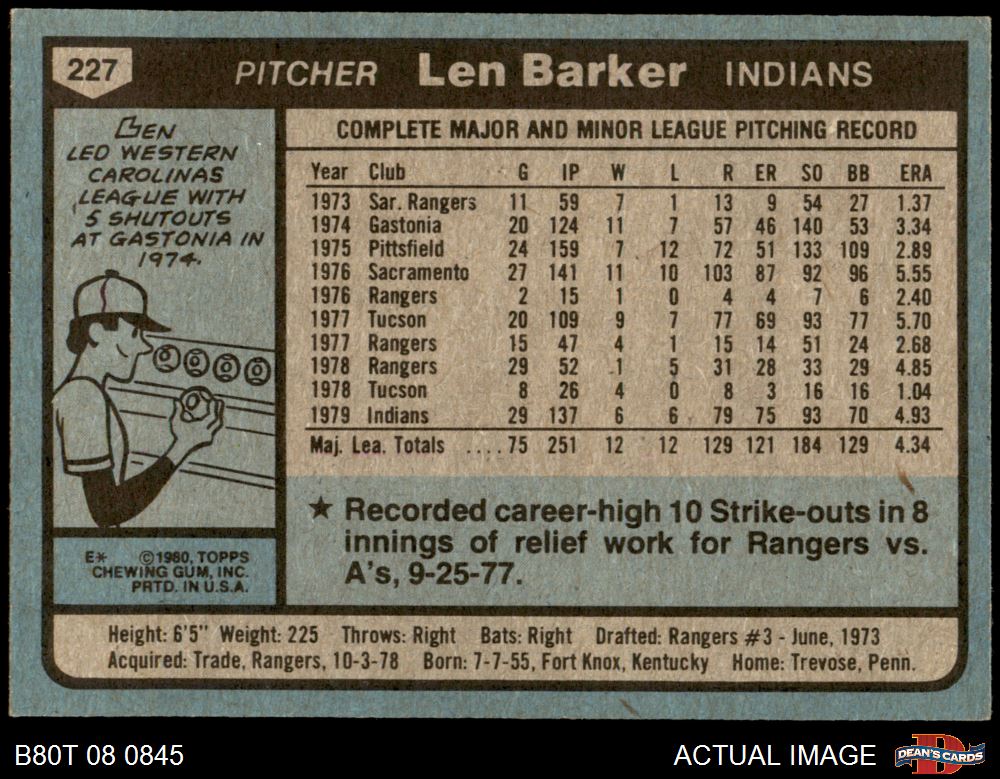 227 PITCHER Len Barker INDIANS
BEN
LED WESTERN
CAROLINAS
LEAGUE WITH
5 SHUTOUTS
AT GASTONIA IN
1974.
COMPLETE MAJOR AND MINOR LEAGUE PITCHING RECORD
Year Club G IP W L R ER SO BB ERA
1973 Sar. Rangers 11 59 7 1 13 9 54 27 1.37
1974 Gastonia 20 124 11 7 57 46 140 53 3.34
1975 Pittsfield 24 159 7 12 72 51 133 109 2.89
1976 Sacramento 27 141 11 10 103 87 92 96 5.55
1976 Rangers 2 15 1 0 4 4 7 6 2.40
1977 Tucson 20 109 9 7 77 69 93 77 5.70
1977 Rangers 15 47 4 1 15 14 51 24 2.68
1978 Rangers 29 52 1 5 31 28 33 29 4.85
1978 Tucson 8 26 4 0 8 3 16 16 1.04
1979 Indians 29 137 6 6 79 75 93 70 4.93
Maj. Lea. Totals ....75 251 12 12 129 121 184 129 4.34
★ Recorded career-high 10 Strike-outs in 8
innings of relief work for Rangers vs.
A's, 9-25-77.
E* ©1980, TOPPS
CHEWING GUM, INC.
PRTD. IN U.S.A.
Height: 6'5" Weight: 225 Throws: Right Bats: Right Drafted: Rangers #3 - June, 1973
Acquired: Trade, Rangers, 10-3-78 Born: 7-7-55, Fort Knox, Kentucky Home: Trevose, Penn.
B80T 08 0845 ACTUAL IMAGE DEAN'S CARDS